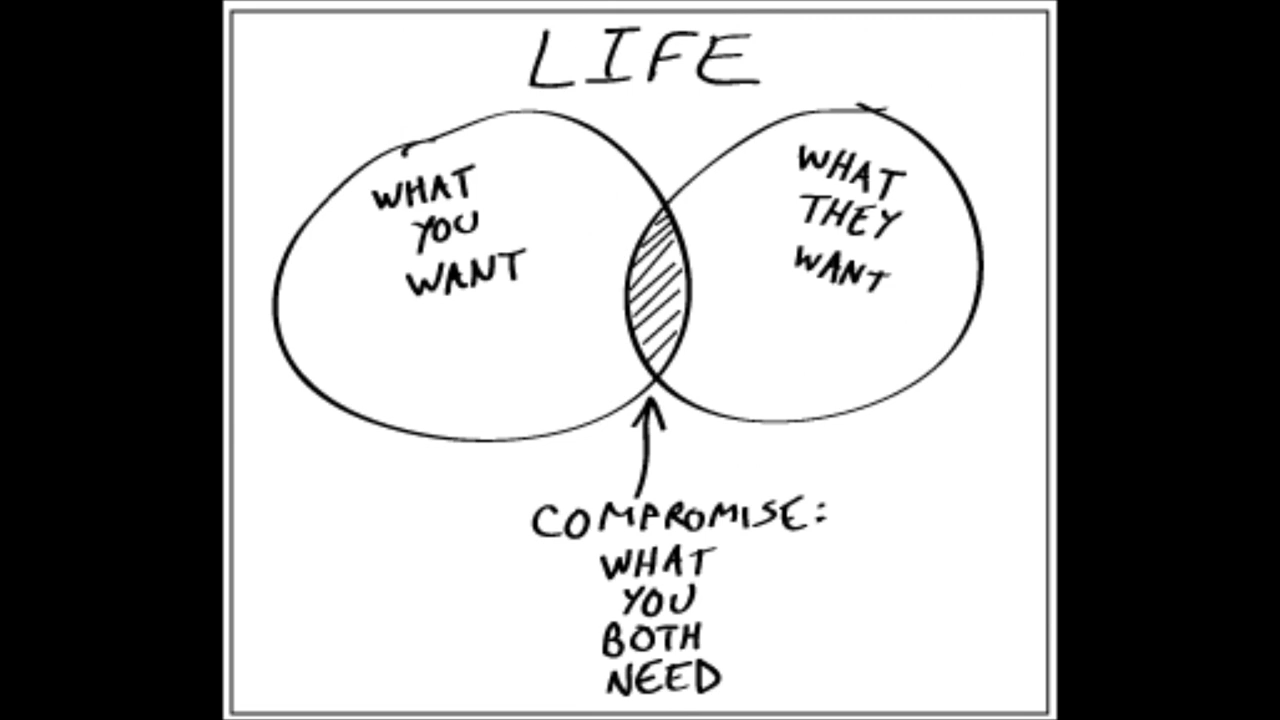 LIFE
WHAT
YOU
WANT
WHAT
THEY
WANT
COMPROMISE:
WHAT
YOU
BOTH
NEED